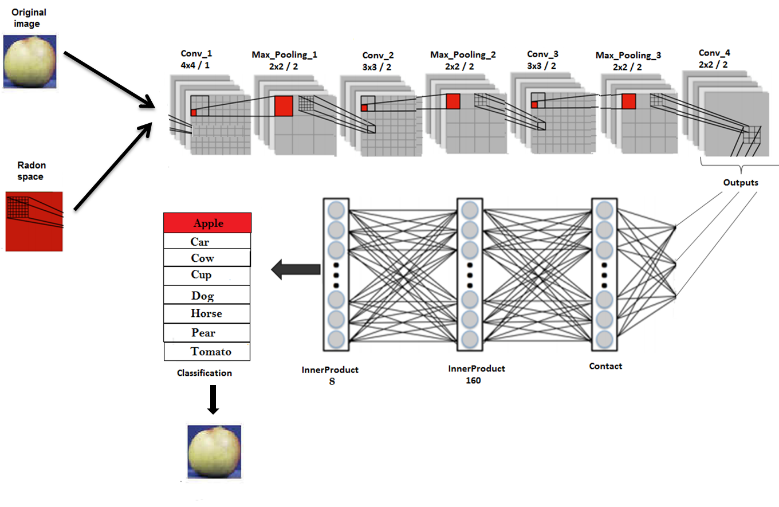 Original
image
Conv_1
4x4 / 1
Max_Pooling_1
2x2 / 2
Conv_2
3x3 / 2
Max_Pooling_2
2x2 / 2
Conv_3
3x3 / 2
Max_Pooling_3
2x2 / 2
Conv_4
2x2 / 2
Radon
space
Outputs
Apple
Car
Cow
Cup
Dog
Horse
Pear
Tomato
Classification
InnerProduct
8
InnerProduct
160
Contact